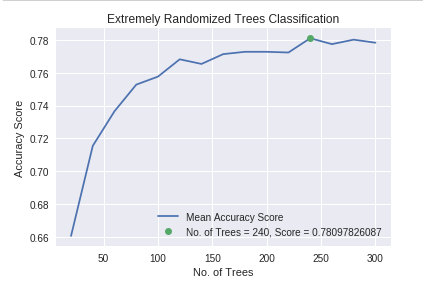 Extremely Randomized Trees Classification
Accuracy Score
0.78
0.76
0.74
0.72
0.70
0.68
0.66
Mean Accuracy Score
No. of Trees = 240, Score = 0.78097826087
50
100
150
200
250
300
No. of Trees